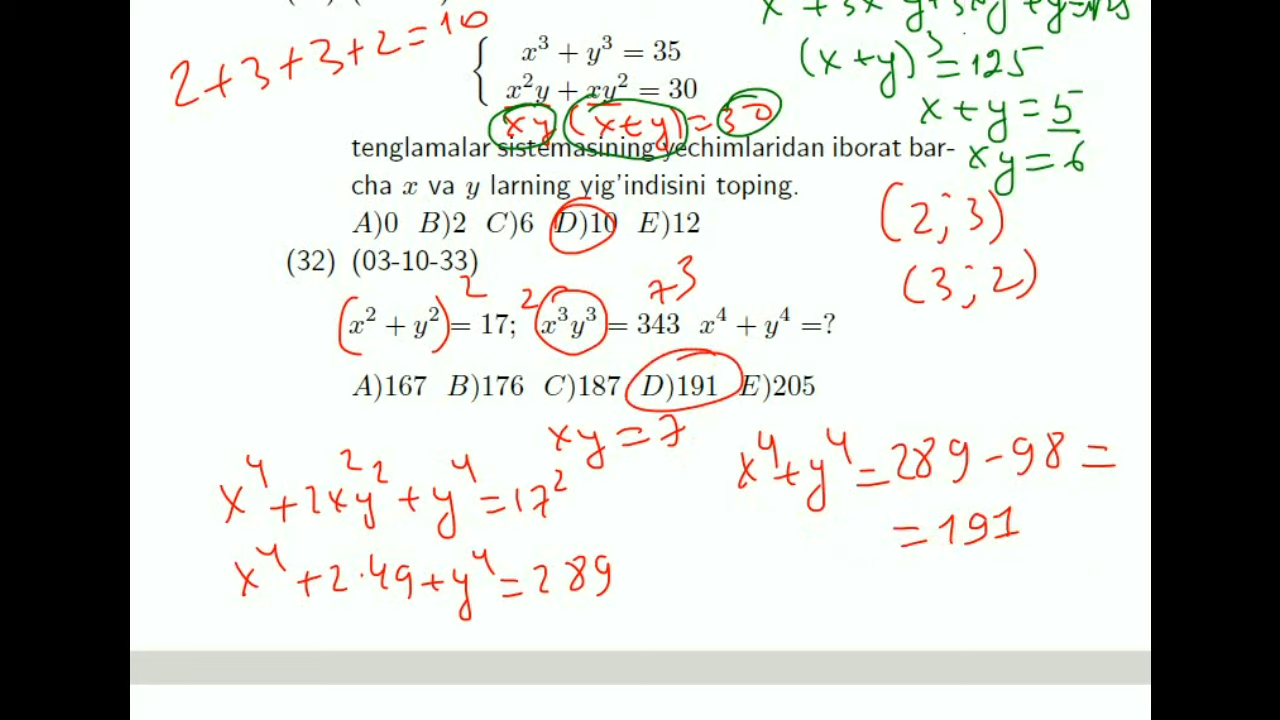 2+3+3+2=10
x³ + y³ = 35
x²y + xy² = 30
xy (x+y) = 30
(x+y)³ = 125
x+y = 5
xy = 6
(2; 3)
(3; 2)
tenglamalar sistemasining yechimlaridan iborat bar-
cha x va y larning yig'indisini toping.
A)0 B)2 C)6 D)10 E)12
(32) (03-10-33)
(x² + y²)² = 17²; x³y³ = 343 x⁴ + y⁴ =?
7³
A)167 B)176 C)187 D)191 E)205
xy = 7
x⁴+2x²y²+y⁴=17²
x⁴+2·49+y⁴=289
x⁴+y⁴=289-98=
=191